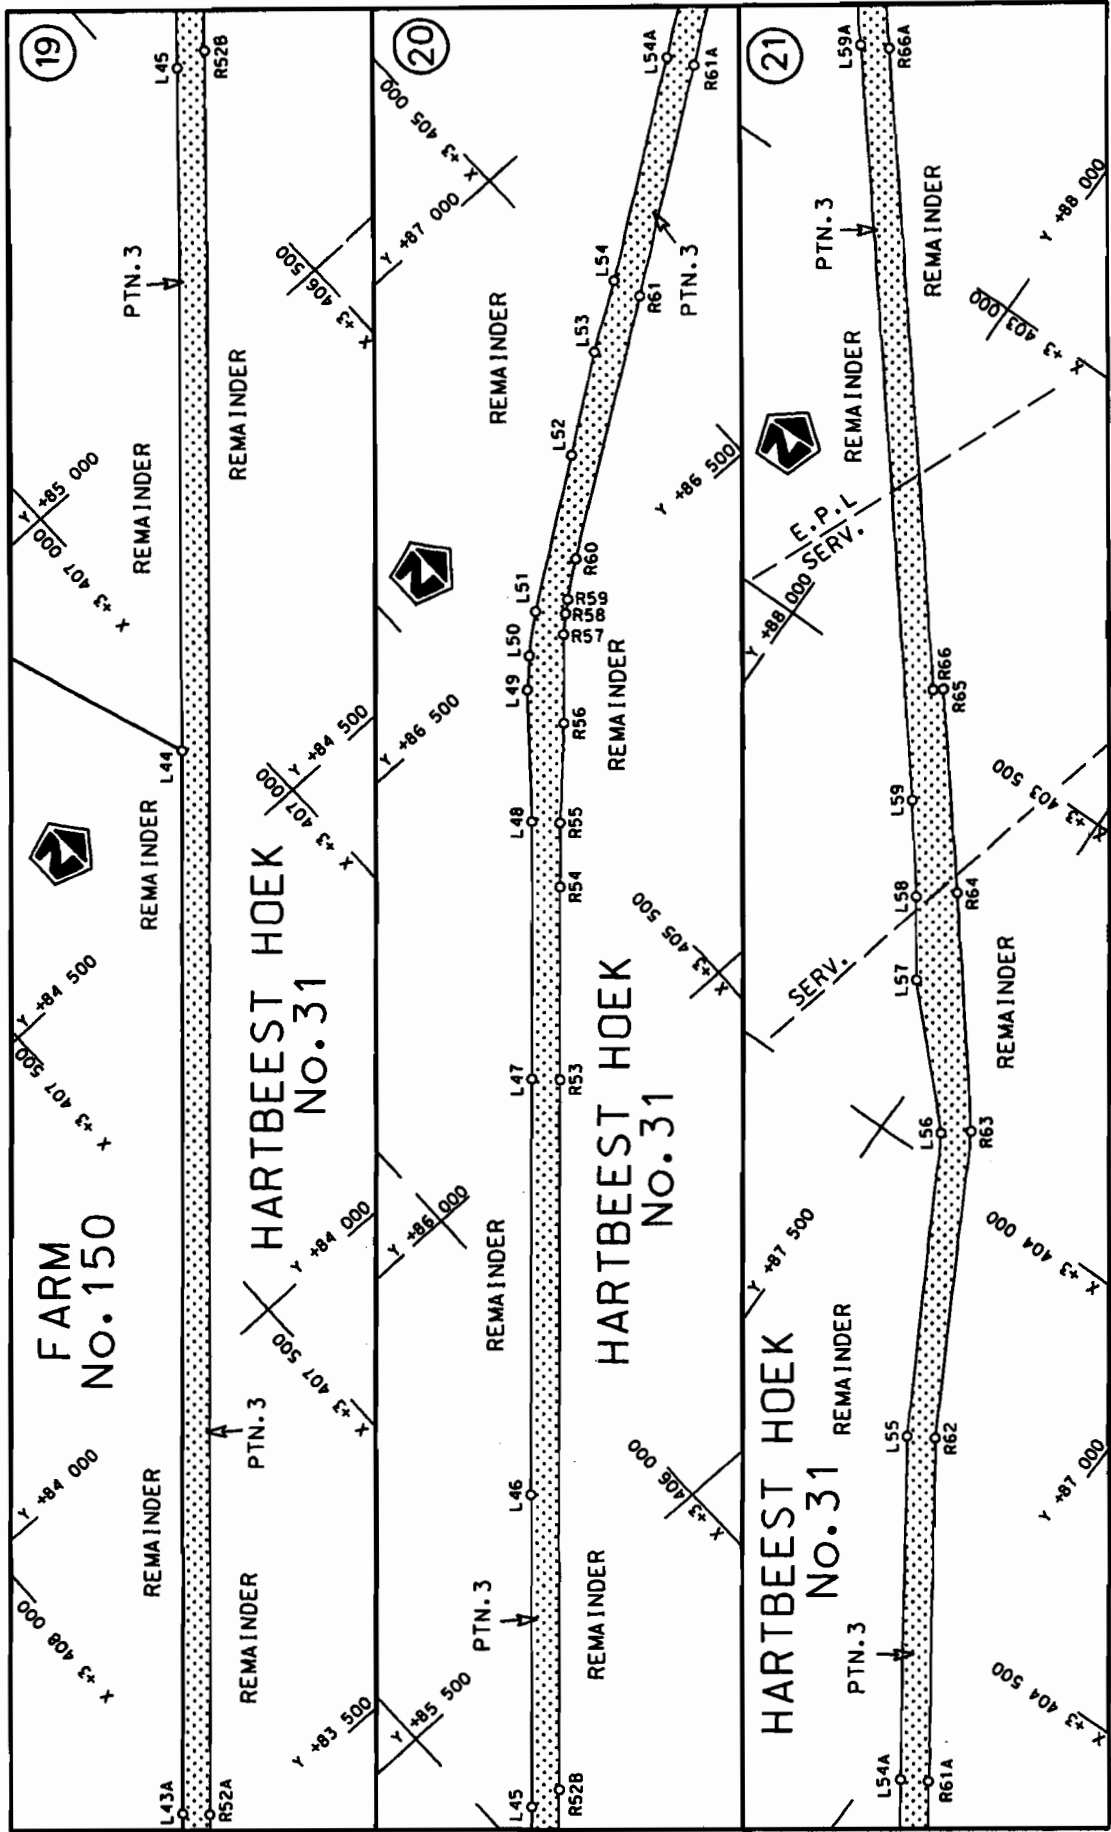 19
L43A
R52A
L44
L45
R52B
FARM
No.150
HARTBEEST HOEK
No.31
REMAINDER
REMAINDER
REMAINDER
REMAINDER
REMAINDER
PTN.3
PTN.3
X +3 408 000
Y +84 000
X +3 407 500
Y +84 500
X +3 407 000
Y +85 000
Y +83 500
X +3 407 500
Y +84 000
X +3 407 000
Y +84 500
X +3 406 500
20
L45
R52B
L46
L47
R53
R54
L48
R55
R56
L49
L50
L51
R57
R58
R59
R60
L52
L53
L54
R61
L54A
R61A
HARTBEEST HOEK
No.31
REMAINDER
REMAINDER
REMAINDER
REMAINDER
PTN.3
PTN.3
Y +85 500
Y +86 000
Y +86 500
Y +87 000
X +3 405 000
X +3 406 000
X +3 405 500
Y +86 500
21
L54A
R61A
L55
R62
L56
R63
L57
L58
R64
L59
R65
R66
L59A
R66A
HARTBEEST HOEK
No.31
REMAINDER
REMAINDER
REMAINDER
REMAINDER
PTN.3
PTN.3
SERV.
E.P.L
SERV.
Y +87 500
Y +88 000
X +3 404 500
Y +87 000
X +3 404 000
X +3 403 500
X +3 403 000
Y +88 000